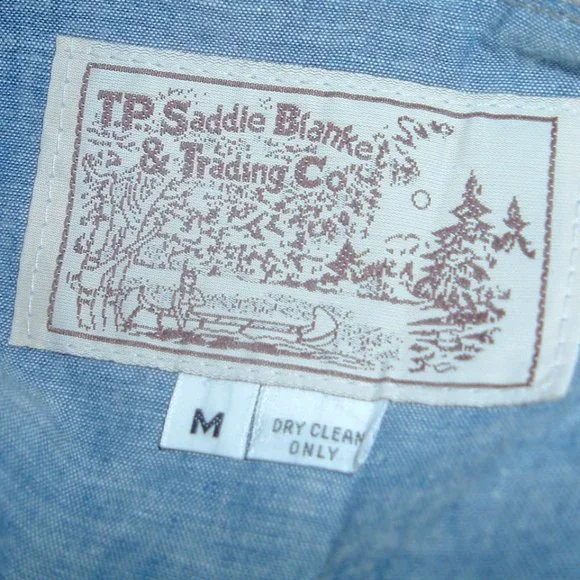 T.P. Saddle Blanket
& Trading Co.
M
DRY CLEAN
ONLY